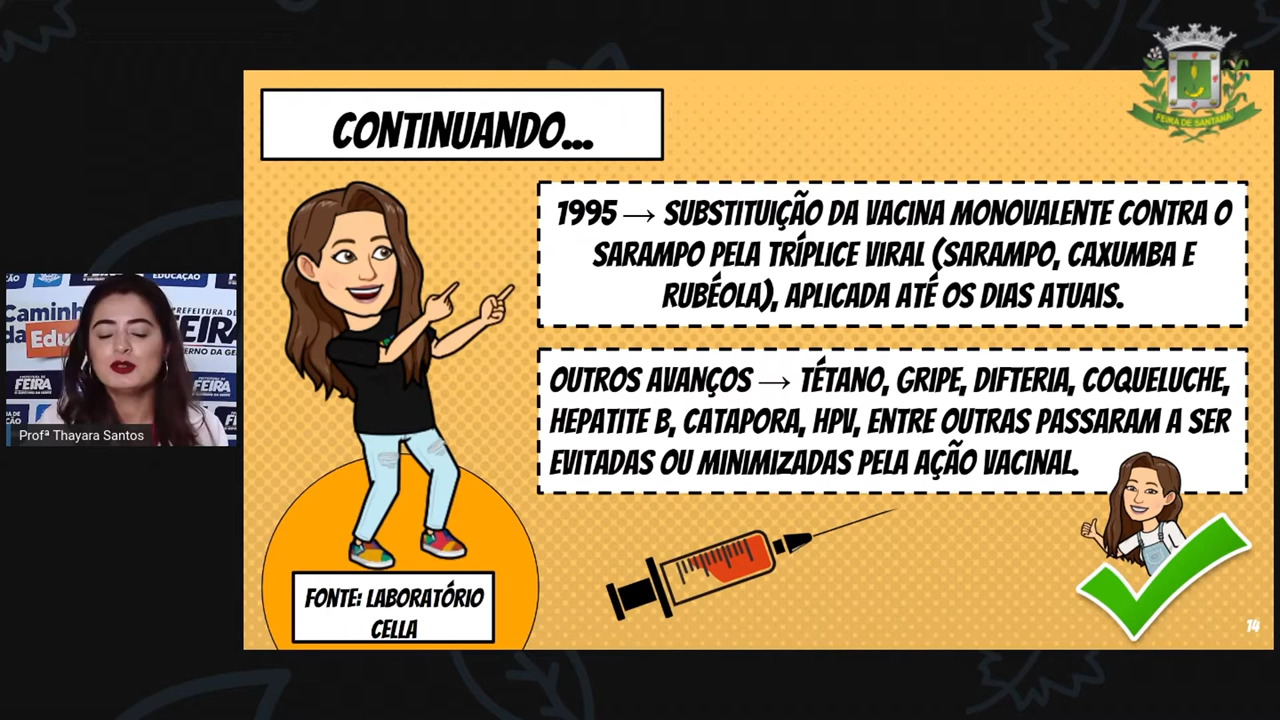 FEIRA DE SANTANA
CONTINUANDO...
1995 → SUBSTITUIÇÃO DA VACINA MONOVALENTE CONTRA O
SARAMPO PELA TRÍPLICE VIRAL (SARAMPO, CAXUMBA E
RUBÉOLA), APLICADA ATÉ OS DIAS ATUAIS.
OUTROS AVANÇOS → TÉTANO, GRIPE, DIFTERIA, COQUELUCHE,
HEPATITE B, CATAPORA, HPV, ENTRE OUTRAS PASSARAM A SER
EVITADAS OU MINIMIZADAS PELA AÇÃO VACINAL.
FONTE: LABORATÓRIO
CELLA
14
EDUCAÇÃO
Caminh
da Edu
PREFEITURA DE
FEIRA
FEIRA
Profª Thayara Santos